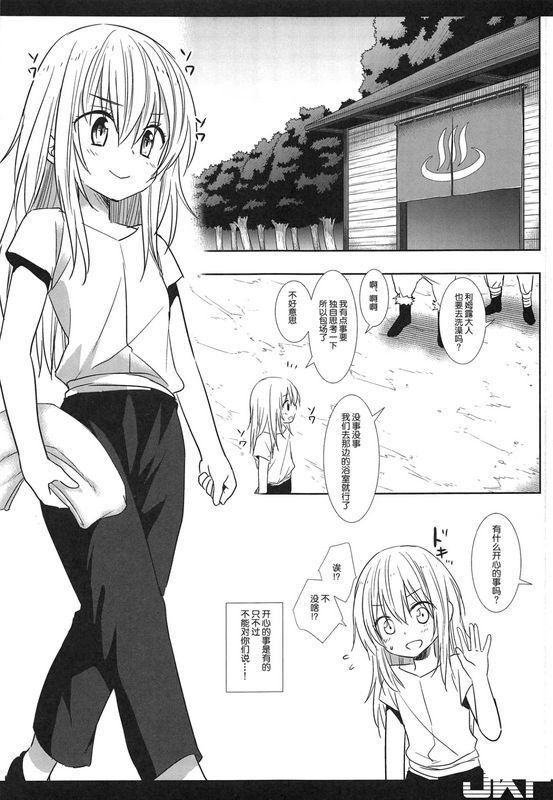 利姆露大人
也要去洗澡吗?
啊、
啊啊
我有点事要
独自思考一下
所以包场了
不好意思
没事没事
我们去那边的浴室就行了
有什么开心的事吗?
诶!?
不
没啥!?
开心的事是有的
只不过
不能对你们说…!
ソワ
ソワ
ソワ
ソワ
ドキ
JKI